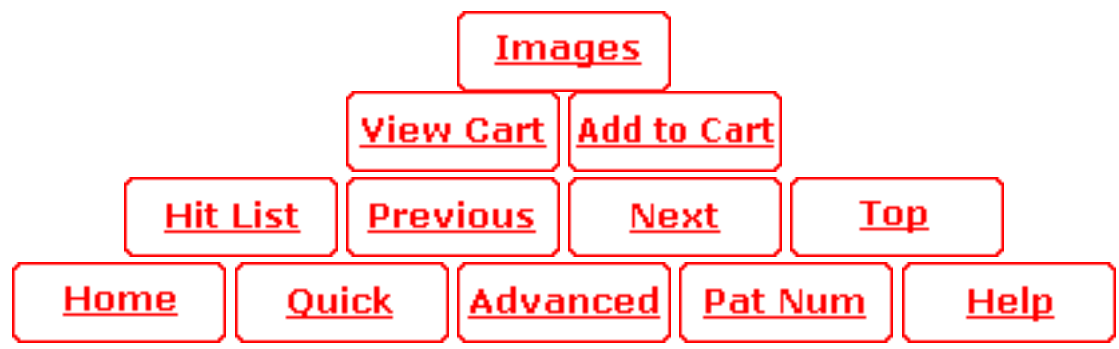 Images
View Cart Add to Cart
Hit List Previous Next Top
Home Quick Advanced Pat Num Help